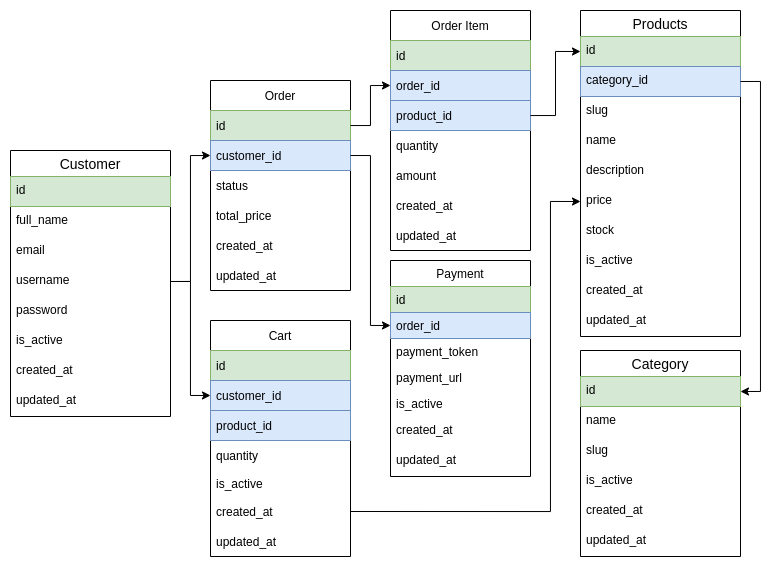 Customer
id
full_name
email
username
password
is_active
created_at
updated_at
Order
id
customer_id
status
total_price
created_at
updated_at
Cart
id
customer_id
product_id
quantity
is_active
created_at
updated_at
Order Item
id
order_id
product_id
quantity
amount
created_at
updated_at
Payment
id
order_id
payment_token
payment_url
is_active
created_at
updated_at
Products
id
category_id
slug
name
description
price
stock
is_active
created_at
updated_at
Category
id
name
slug
is_active
created_at
updated_at